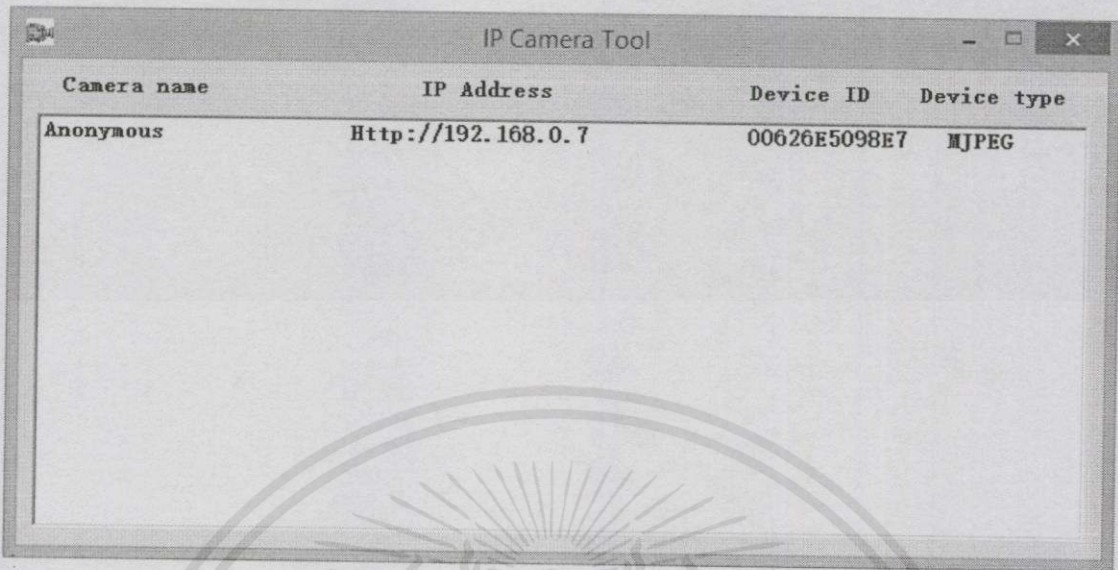 IP Camera Tool
Camera name IP Address Device ID Device type
Anonymous Http://192.168.0.7 00626E5098E7 MJPEG